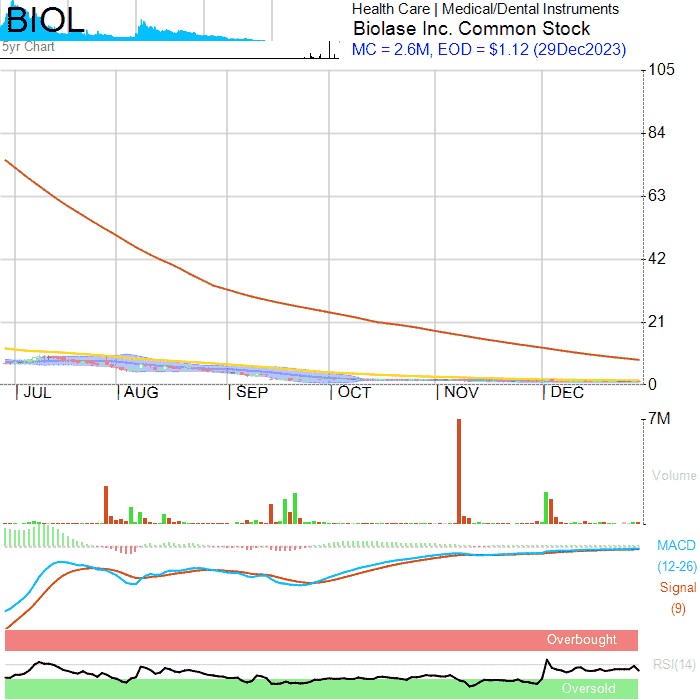 BIOL
5yr Chart
Health Care | Medical/Dental Instruments
Biolase Inc. Common Stock
MC = 2.6M, EOD = $1.12 (29Dec2023)
105
84
63
42
21
0
JUL AUG SEP OCT NOV DEC
7M
Volume
MACD
(12-26)
Signal
(9)
Overbought
RSI(14)
Oversold